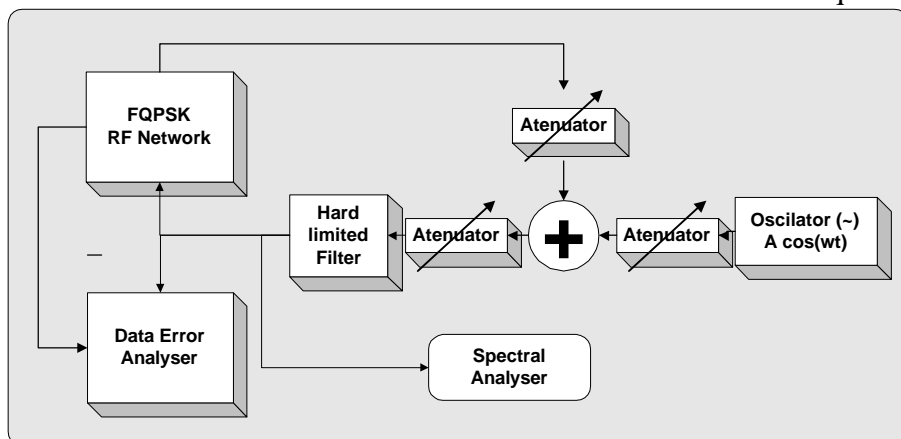 FQPSK
RF Network
Atenuator
Hard
limited
Filter
Atenuator
+
Atenuator
Oscilator (~)
A cos(wt)
–
Data Error
Analyser
Spectral
Analyser